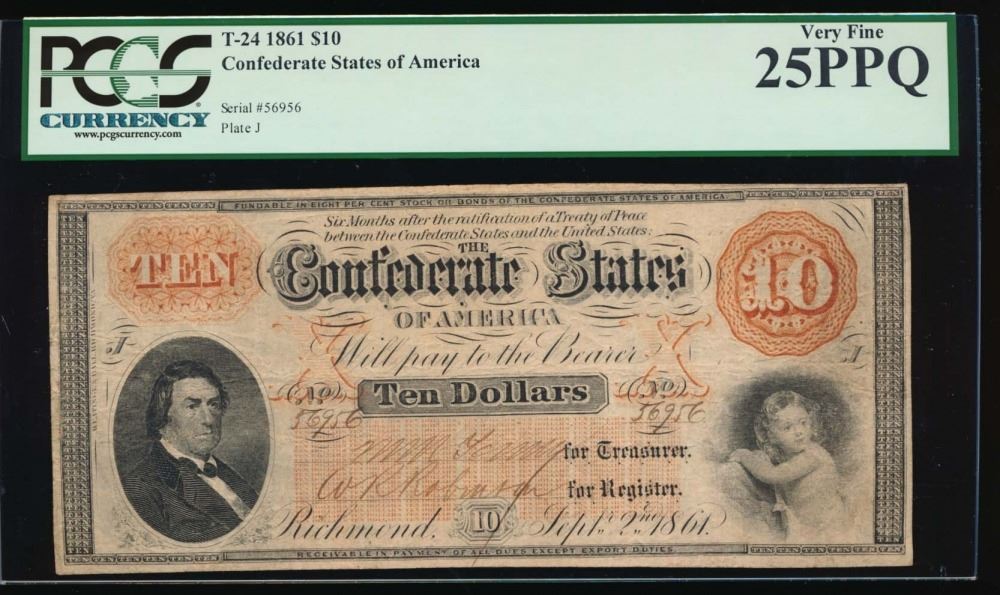 PCGS
CURRENCY
www.pcgscurrency.com
T-24 1861 $10
Confederate States of America
Serial #56956
Plate J
Very Fine
25PPQ
FUNDABLE IN EIGHT PER CENT STOCK OR BONDS OF THE CONFEDERATE STATES OF AMERICA.
Six Months after the ratification of a Treaty of Peace
between the Confederate States and the United States:
THE
TEN Confederate States 10
OF AMERICA
J X Will pay to the Bearer X J
No. Ten Dollars No.
56956 56956
for Treasurer.
W R Robinson for Register.
Richmond, 10 Sept. 2nd 1861.
RECEIVABLE IN PAYMENT OF ALL DUES EXCEPT EXPORT DUTIES.